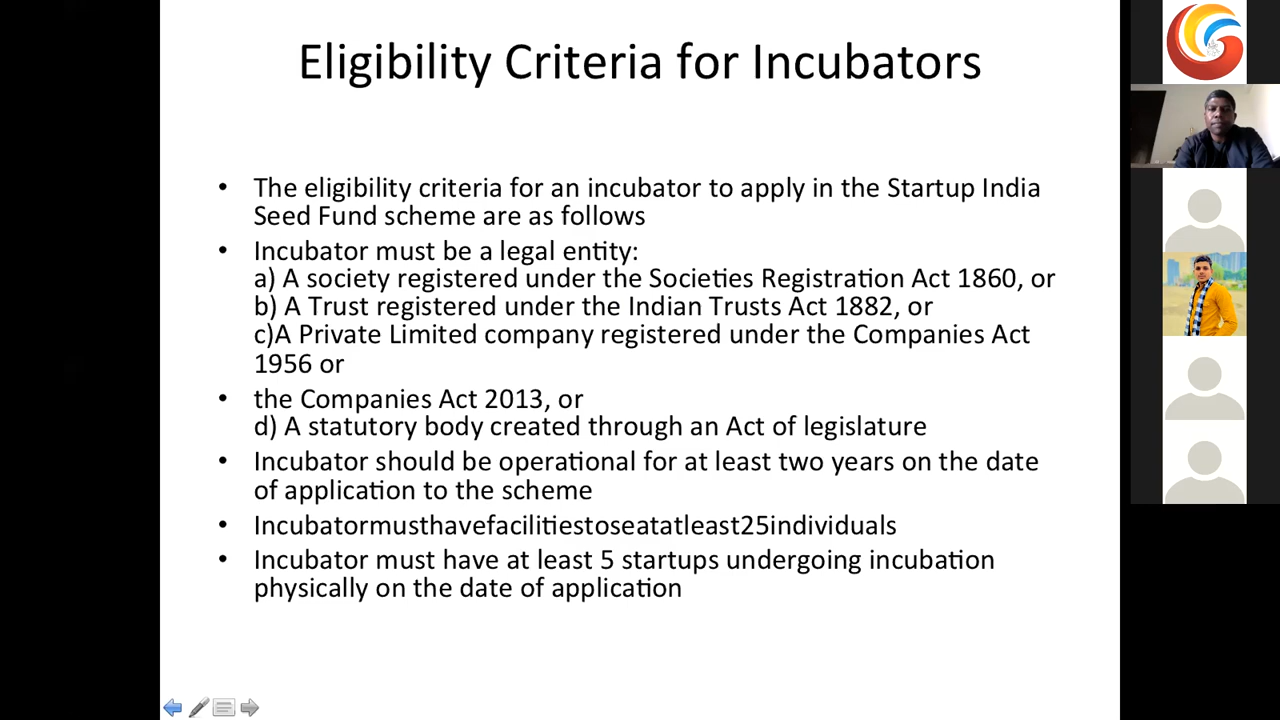 Eligibility Criteria for Incubators
• The eligibility criteria for an incubator to apply in the Startup India
Seed Fund scheme are as follows
• Incubator must be a legal entity:
a) A society registered under the Societies Registration Act 1860, or
b) A Trust registered under the Indian Trusts Act 1882, or
c)A Private Limited company registered under the Companies Act
1956 or
• the Companies Act 2013, or
d) A statutory body created through an Act of legislature
• Incubator should be operational for at least two years on the date
of application to the scheme
• Incubatormusthavefacilitiestoseatatleast25individuals
• Incubator must have at least 5 startups undergoing incubation
physically on the date of application